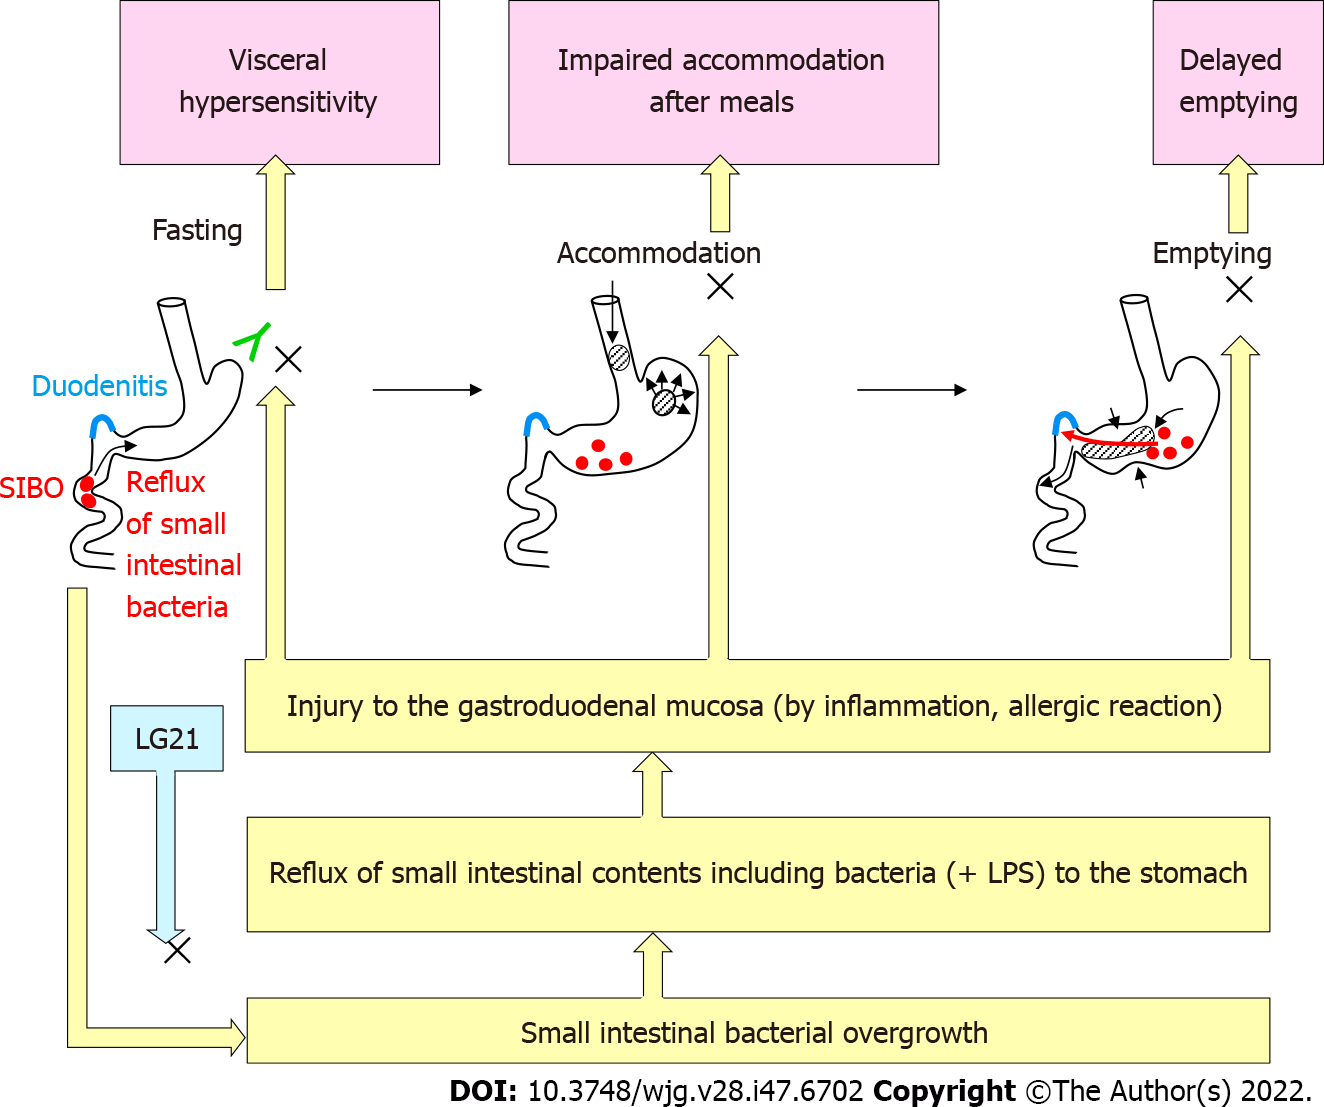 Visceral
hypersensitivity
Impaired accommodation
after meals
Delayed
emptying
Fasting
Accommodation
Emptying
Duodenitis
SIBO
Reflux
of small
intestinal
bacteria
Injury to the gastroduodenal mucosa (by inflammation, allergic reaction)
LG21
Reflux of small intestinal contents including bacteria (+ LPS) to the stomach
Small intestinal bacterial overgrowth
DOI: 10.3748/wjg.v28.i47.6702 Copyright ©The Author(s) 2022.